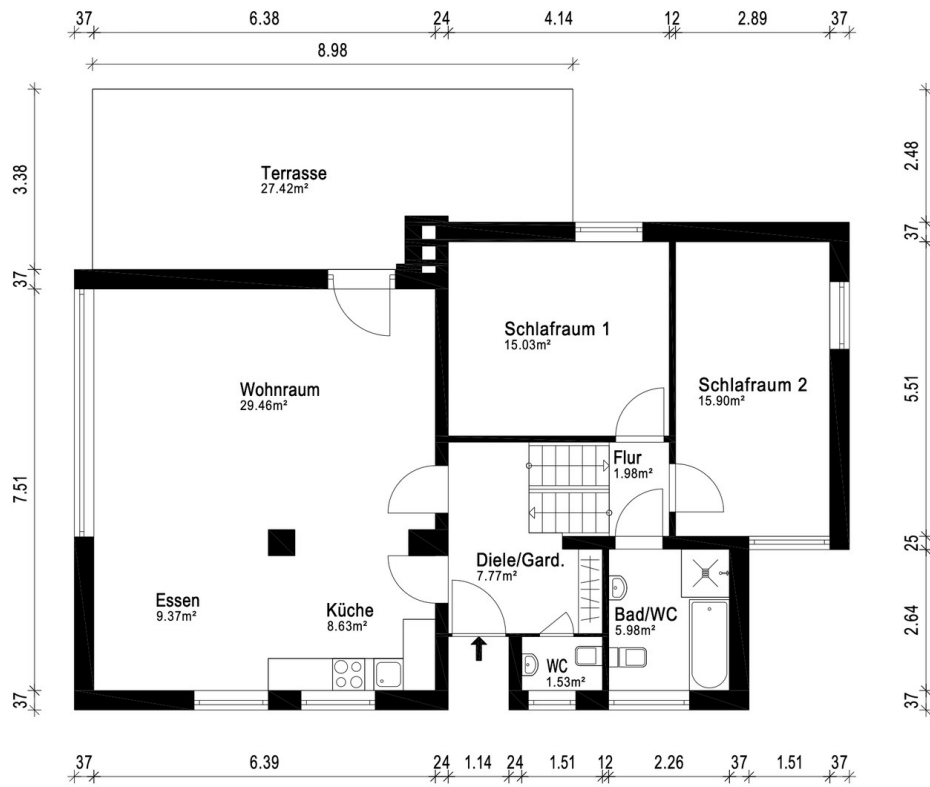 37 6.38 24 4.14 12 2.89 37
8.98
3.38
37
7.51
37
2.48
37
5.51
25
2.64
37
Terrasse
27.42m²
Schlafraum 1
15.03m²
Schlafraum 2
15.90m²
Wohnraum
29.46m²
Flur
1.98m²
Diele/Gard.
7.77m²
Essen
9.37m²
Küche
8.63m²
Bad/WC
5.98m²
WC
1.53m²
37 6.39 24 1.14 24 1.51 12 2.26 37 1.51 37